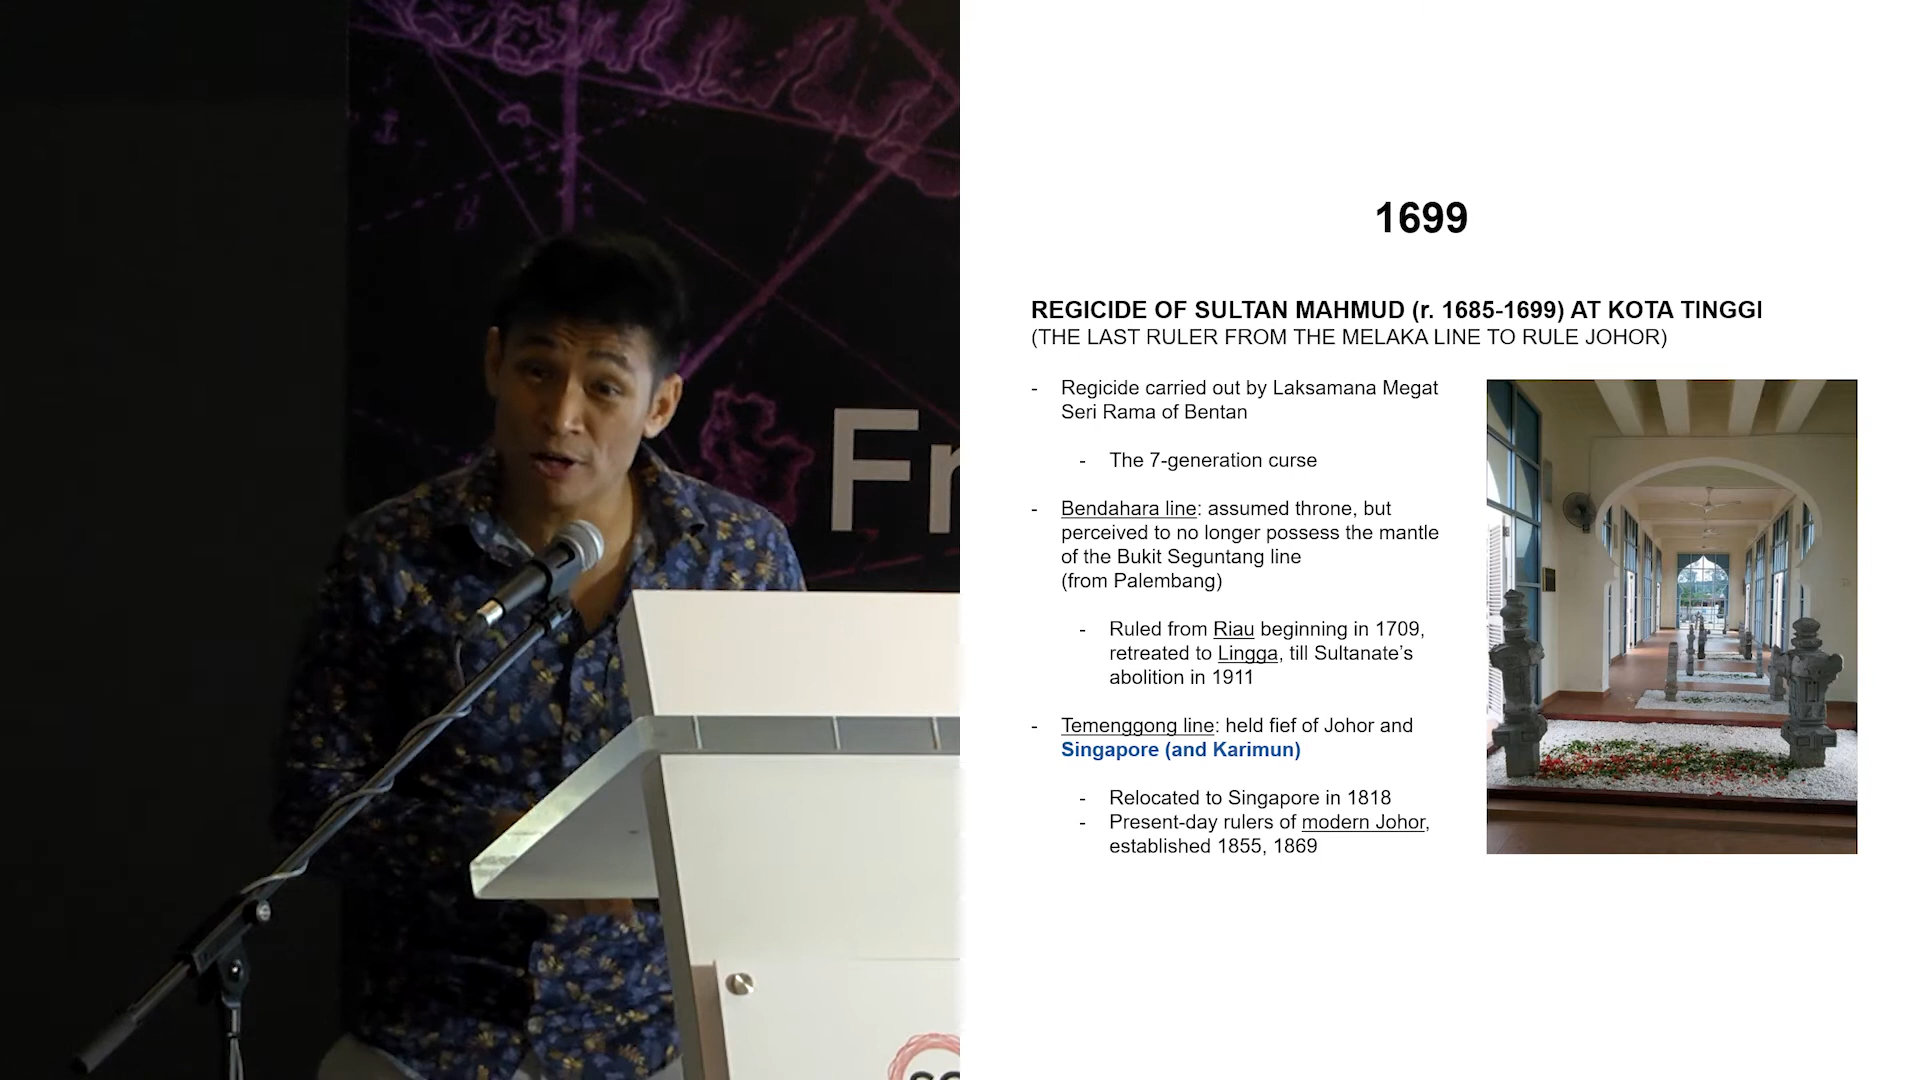 Fr
1699
REGICIDE OF SULTAN MAHMUD (r. 1685-1699) AT KOTA TINGGI
(THE LAST RULER FROM THE MELAKA LINE TO RULE JOHOR)
- Regicide carried out by Laksamana Megat
Seri Rama of Bentan
- The 7-generation curse
- Bendahara line: assumed throne, but
perceived to no longer possess the mantle
of the Bukit Seguntang line
(from Palembang)
- Ruled from Riau beginning in 1709,
retreated to Lingga, till Sultanate's
abolition in 1911
- Temenggong line: held fief of Johor and
Singapore (and Karimun)
- Relocated to Singapore in 1818
- Present-day rulers of modern Johor,
established 1855, 1869